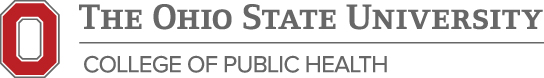 THE OHIO STATE UNIVERSITY
COLLEGE OF PUBLIC HEALTH